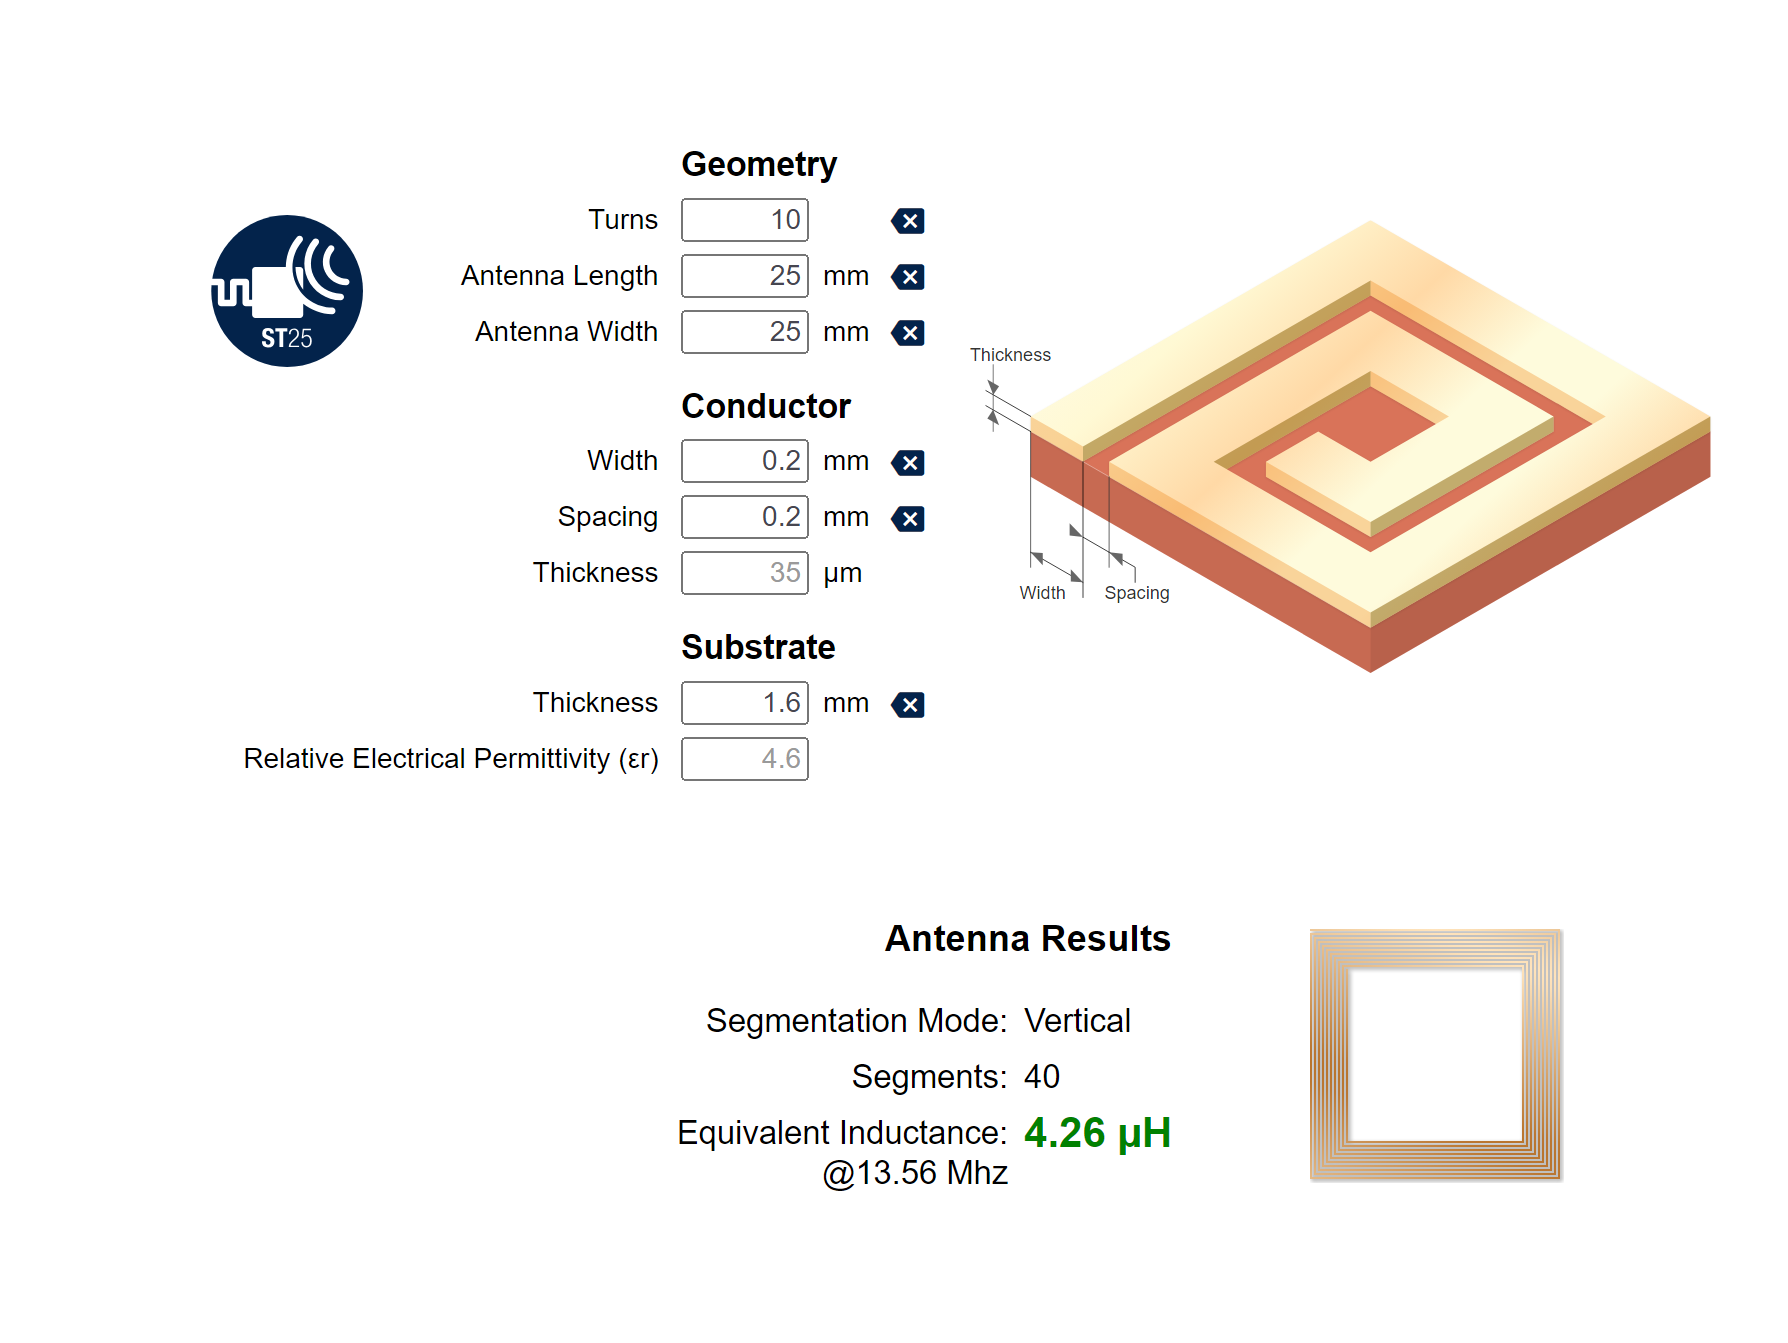 Geometry
Turns 10
Antenna Length 25 mm
Antenna Width 25 mm
ST25
Conductor
Width 0.2 mm
Spacing 0.2 mm
Thickness 35 µm
Thickness
Width Spacing
Substrate
Thickness 1.6 mm
Relative Electrical Permittivity (εr) 4.6
Antenna Results
Segmentation Mode: Vertical
Segments: 40
Equivalent Inductance: 4.26 µH
@13.56 Mhz